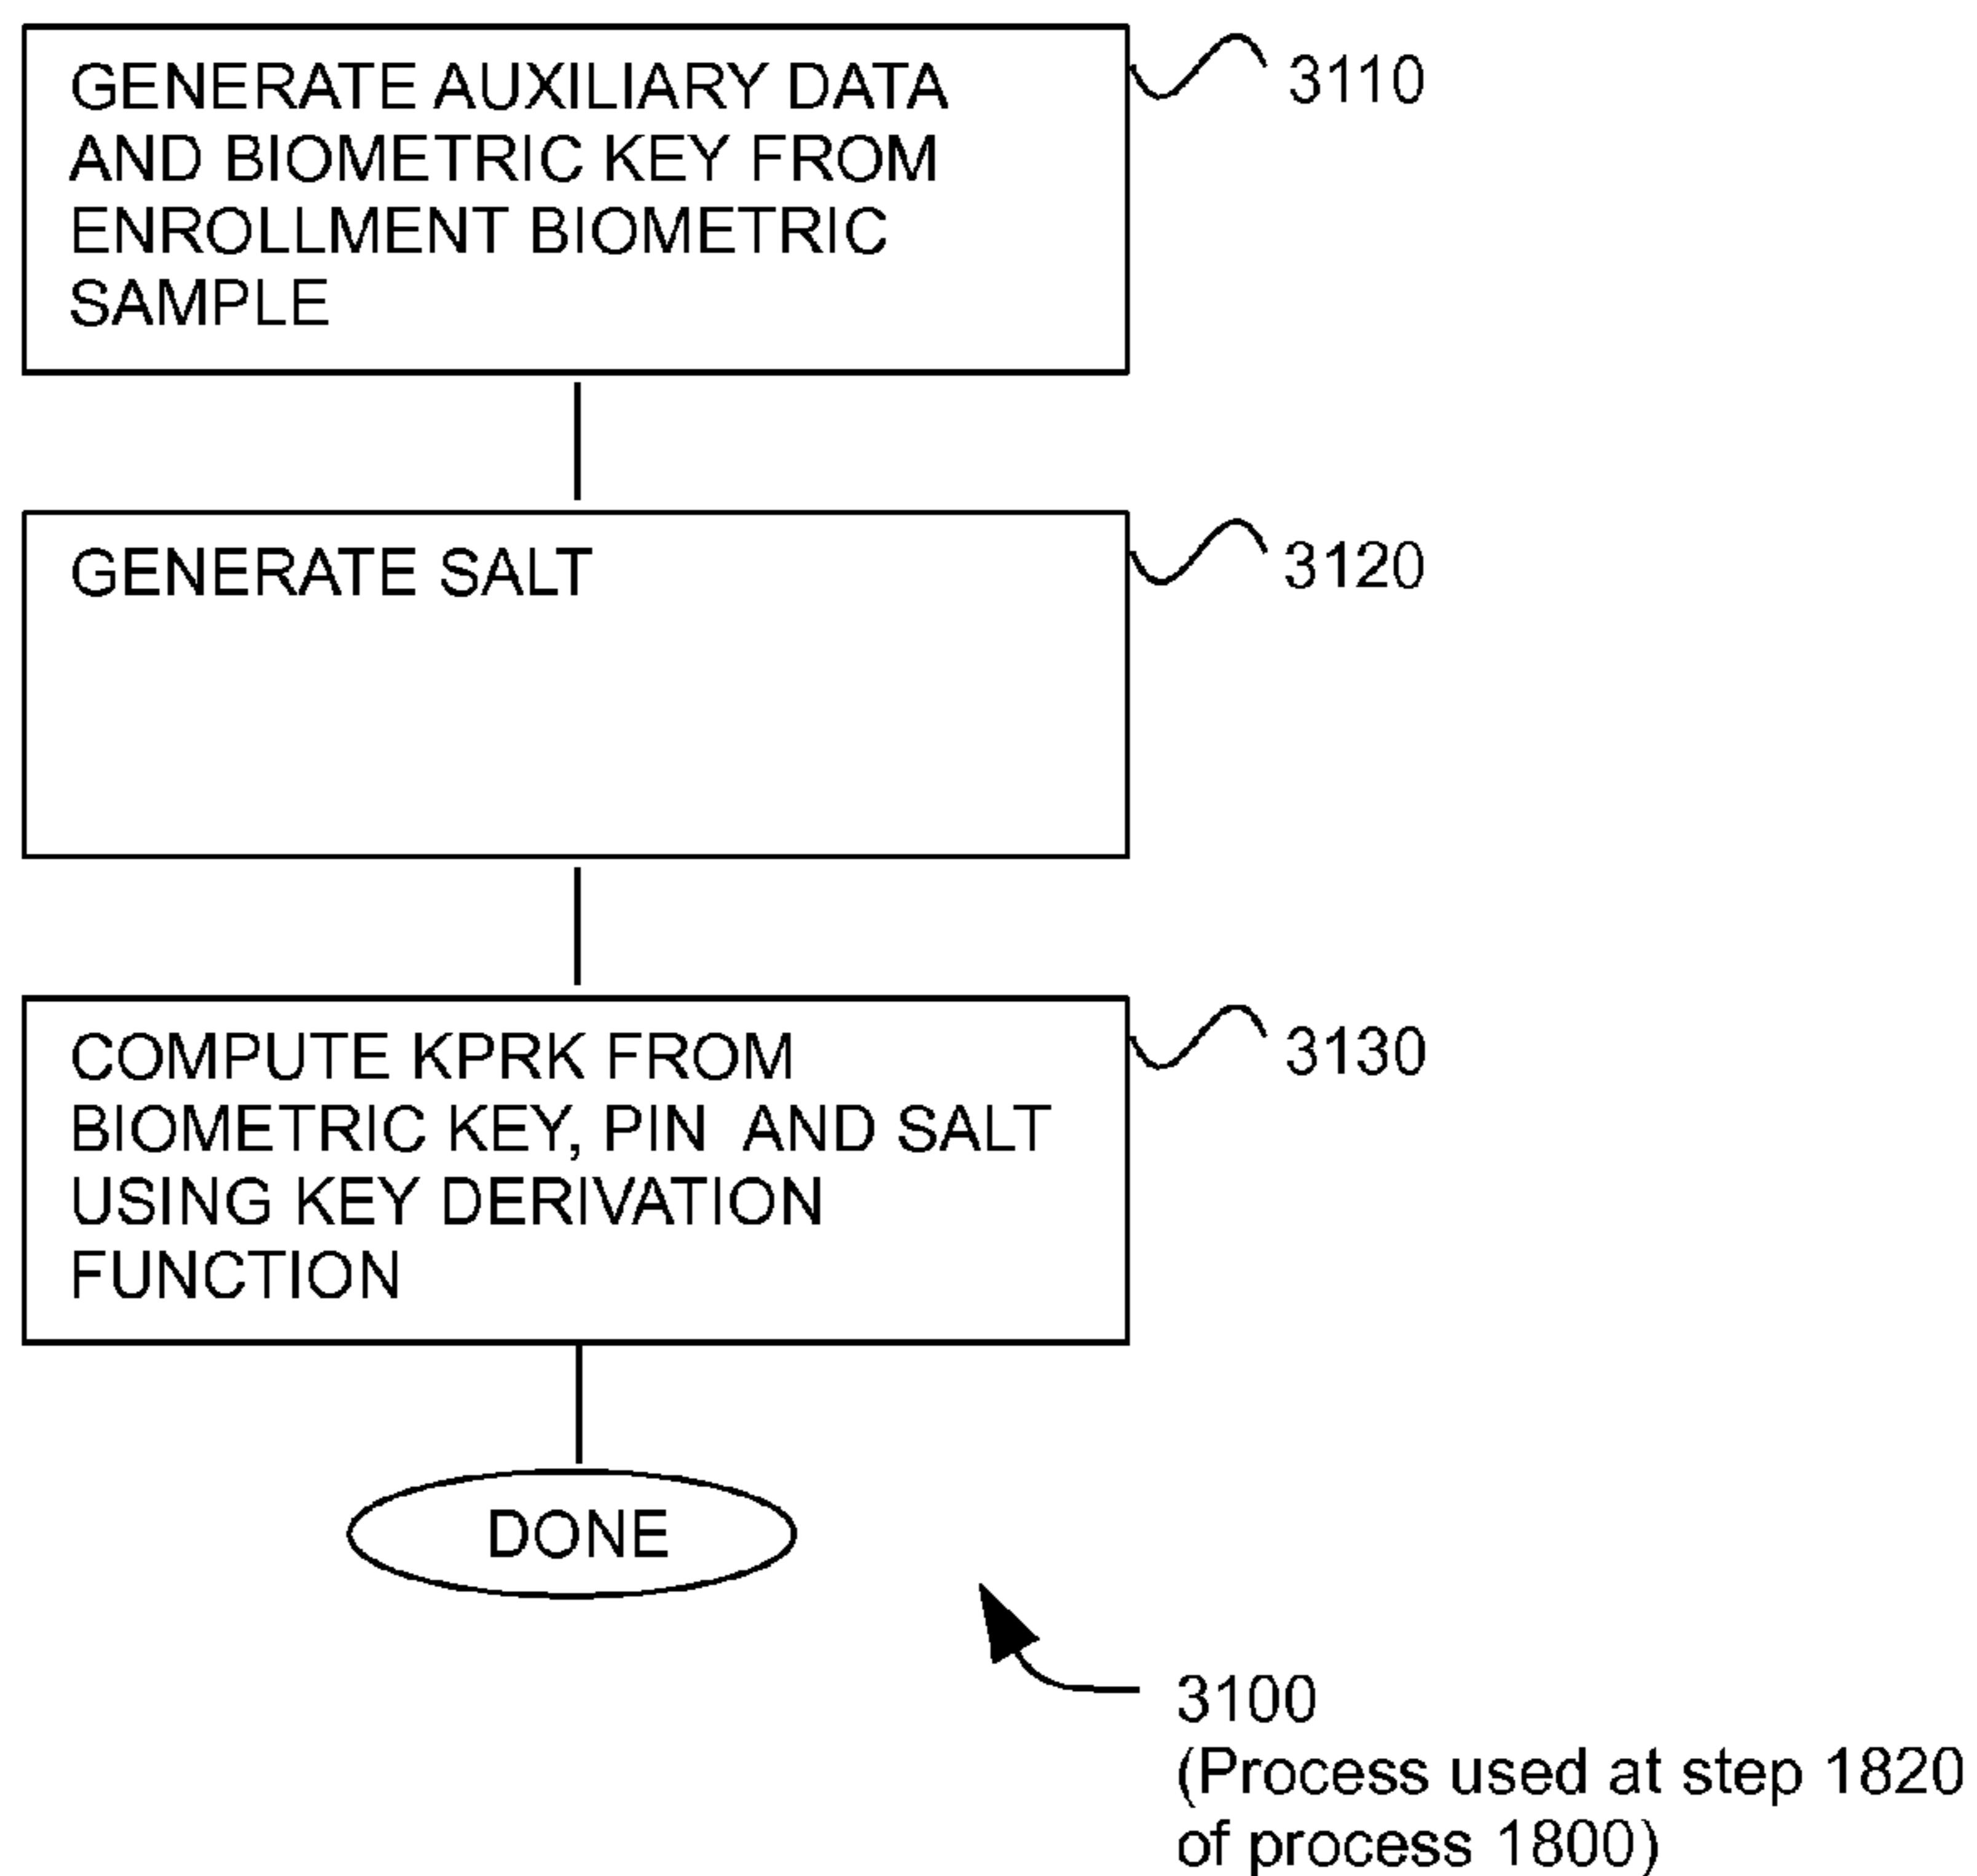 GENERATE AUXILIARY DATA
AND BIOMETRIC KEY FROM
ENROLLMENT BIOMETRIC
SAMPLE
3110
GENERATE SALT
3120
COMPUTE KPRK FROM
BIOMETRIC KEY, PIN AND SALT
USING KEY DERIVATION
FUNCTION
3130
DONE
3100
(Process used at step 1820
of process 1800)